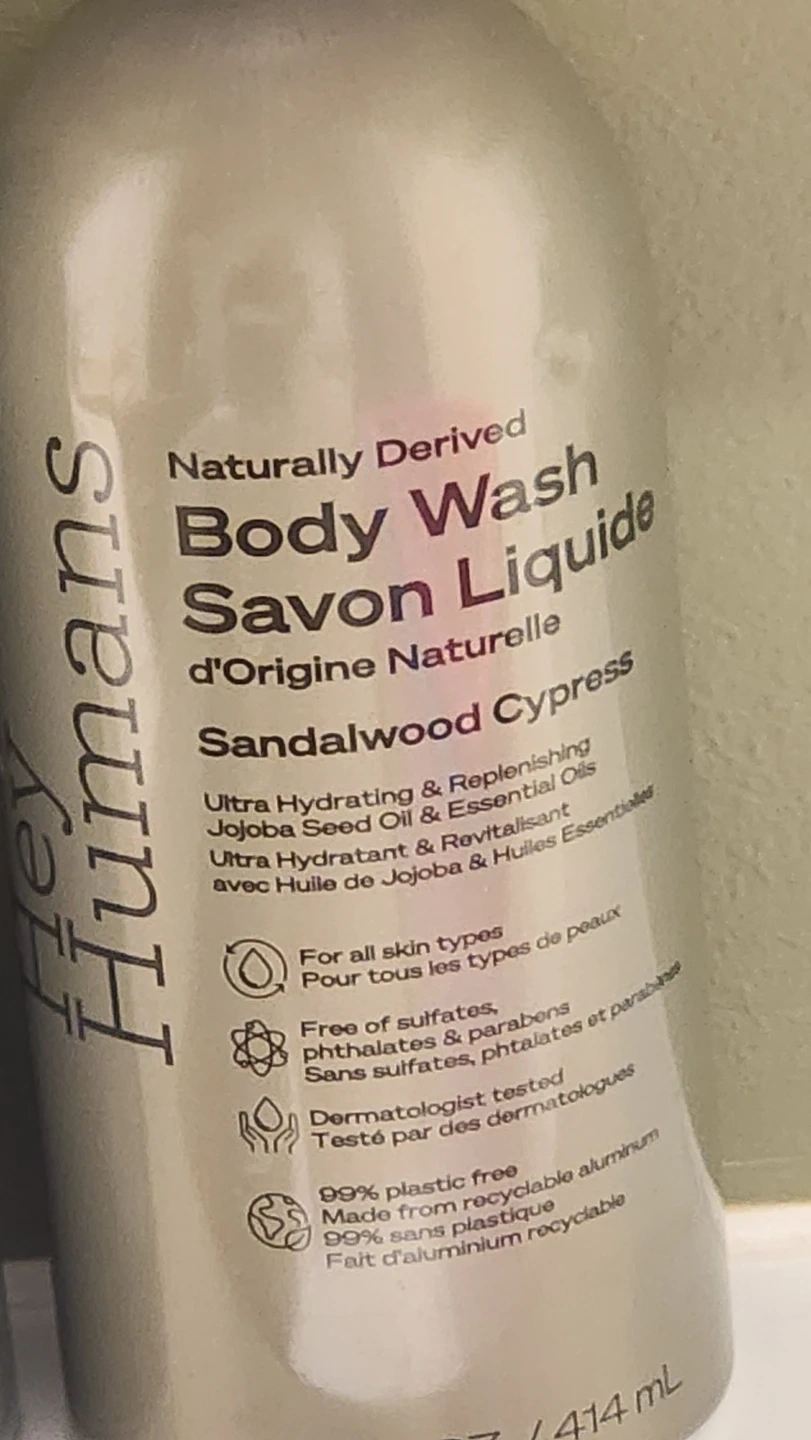 Hey
Humans
Naturally Derived
Body Wash
Savon Liquide
d'Origine Naturelle
Sandalwood Cypress
Ultra Hydrating & Replenishing
Jojoba Seed Oil & Essential Oils
Ultra Hydratant & Revitalisant
avec Huile de Jojoba & Huiles Essentielles
For all skin types
Pour tous les types de peaux
Free of sulfates,
phthalates & parabens
Sans sulfates, phtalates et parabènes
Dermatologist tested
Testé par des dermatologues
99% plastic free
Made from recyclable aluminum
99% sans plastique
Fait d'aluminium recyclable
/ 414 mL